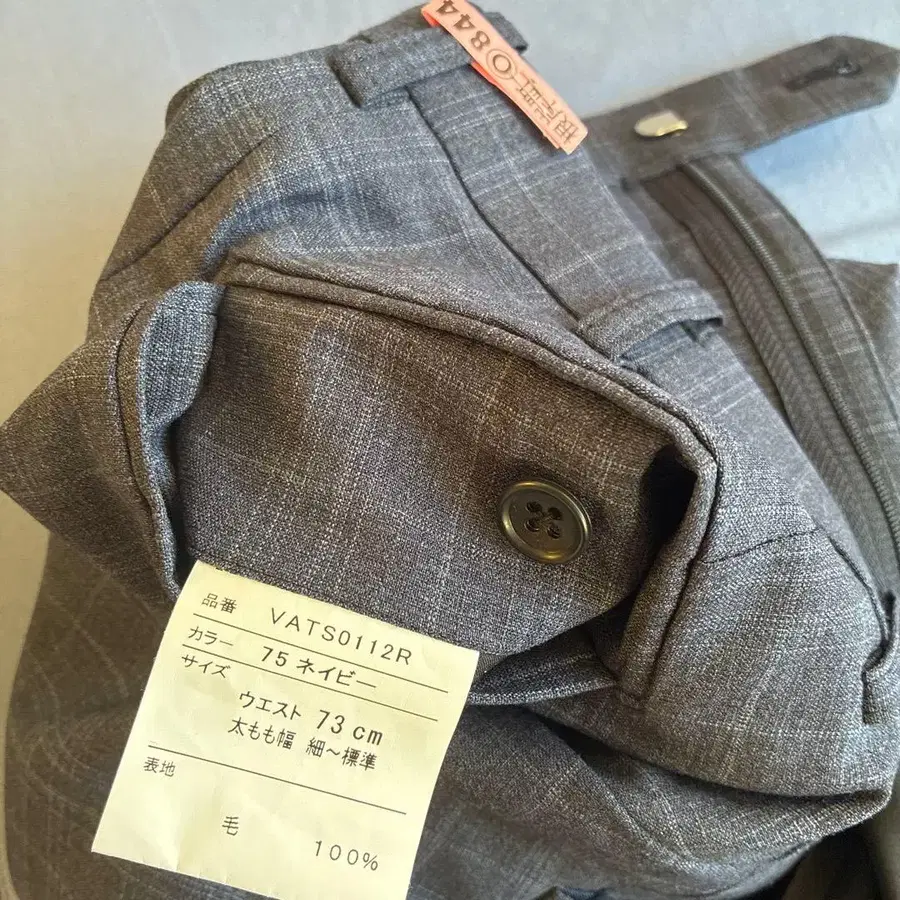 844
品番 VATS0112R
カラー 75 ネイビー
サイズ
ウエスト 73 cm
太もも幅 細〜標準
表地
毛
100%